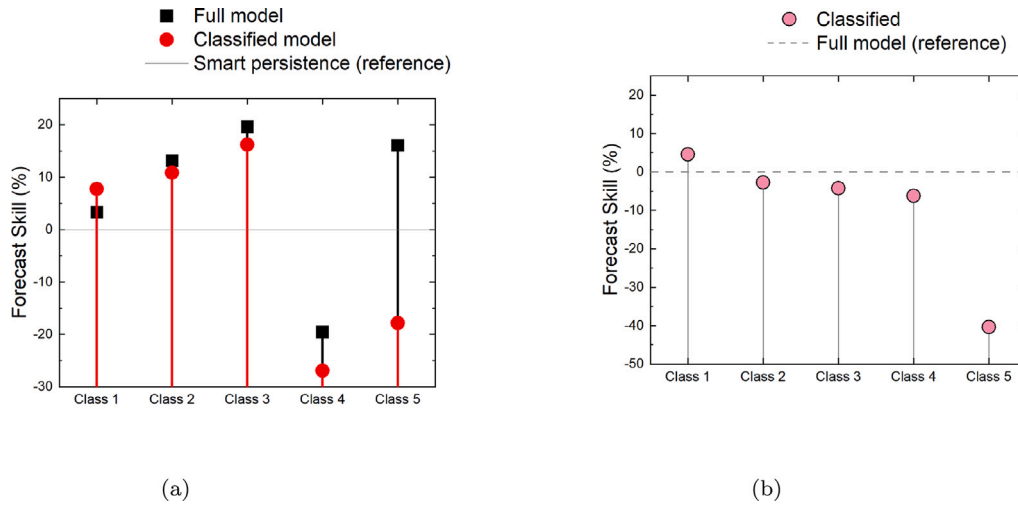 Full model
Classified model
Smart persistence (reference)
Forecast Skill (%)
20
10
0
-10
-20
-30
Class 1 Class 2 Class 3 Class 4 Class 5
(a)
Classified
Full model (reference)
Forecast Skill (%)
20
10
0
-10
-20
-30
-40
-50
Class 1 Class 2 Class 3 Class 4 Class 5
(b)